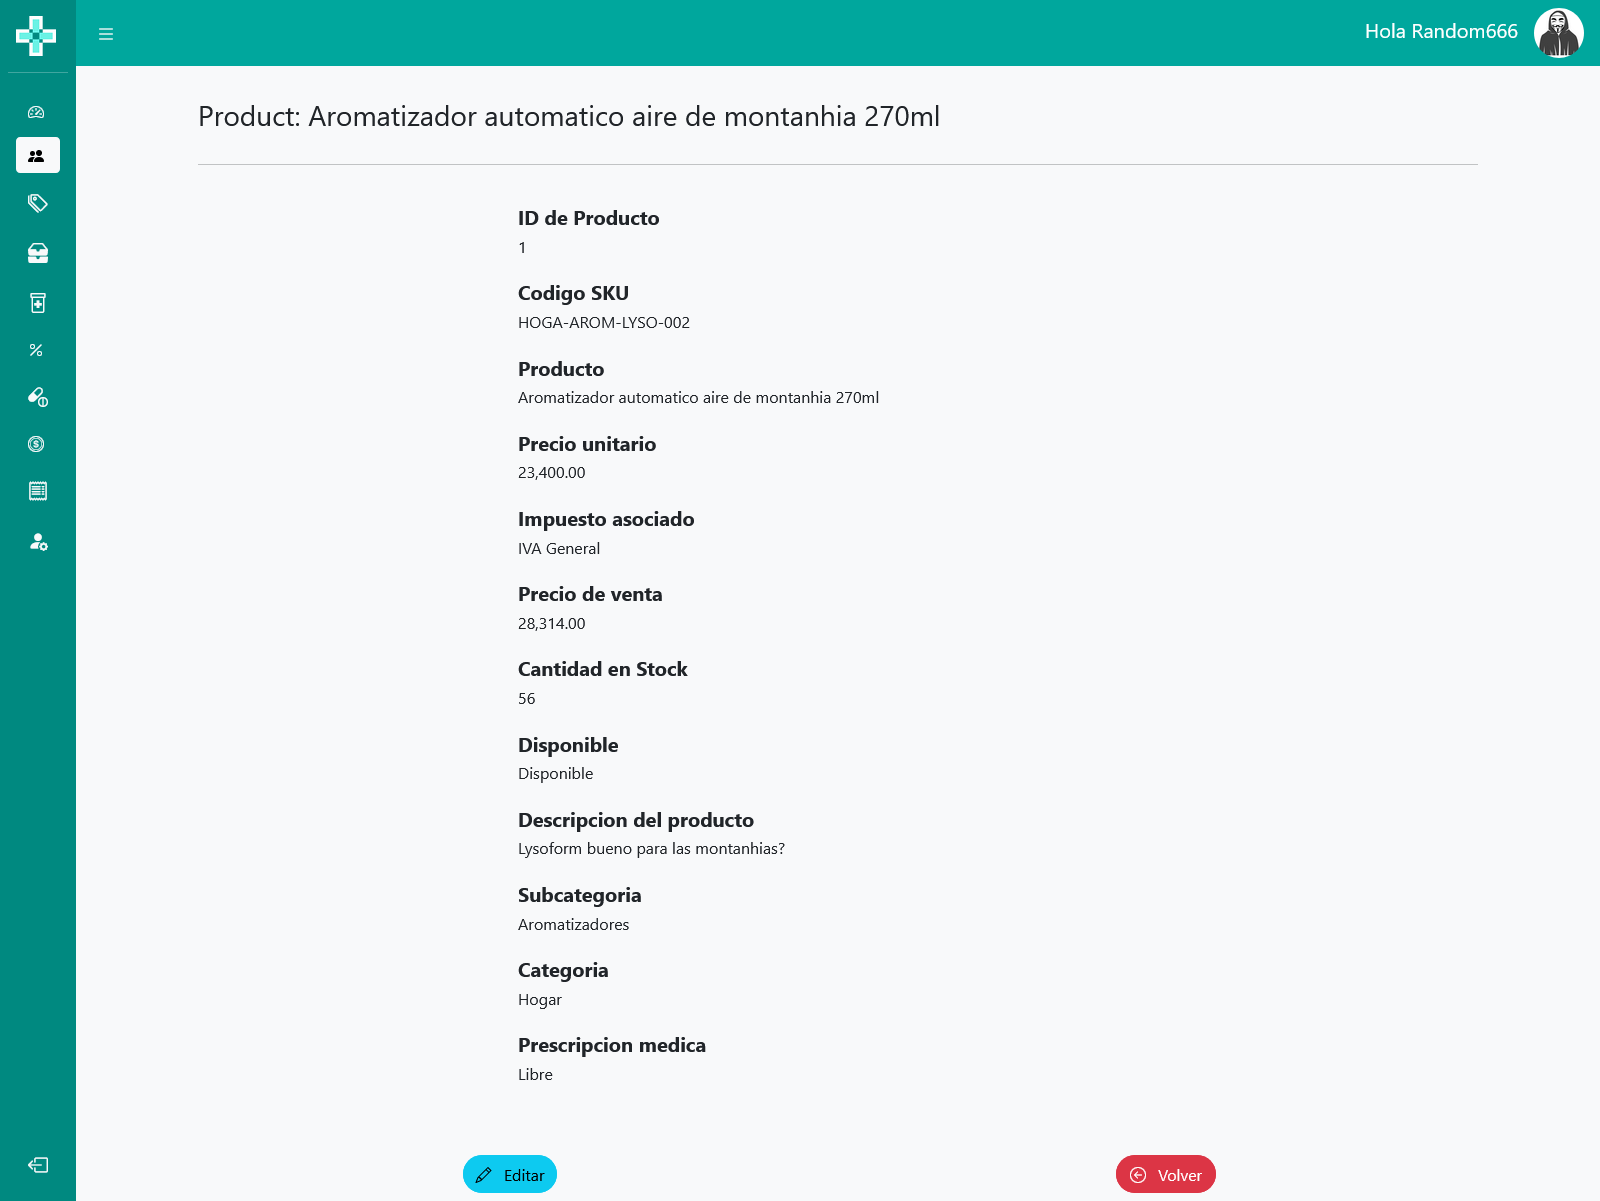 Hola Random666
Product: Aromatizador automatico aire de montanhia 270ml
ID de Producto
1
Codigo SKU
HOGA-AROM-LYSO-002
Producto
Aromatizador automatico aire de montanhia 270ml
Precio unitario
23,400.00
Impuesto asociado
IVA General
Precio de venta
28,314.00
Cantidad en Stock
56
Disponible
Disponible
Descripcion del producto
Lysoform bueno para las montanhias?
Subcategoria
Aromatizadores
Categoria
Hogar
Prescripcion medica
Libre
Editar
Volver